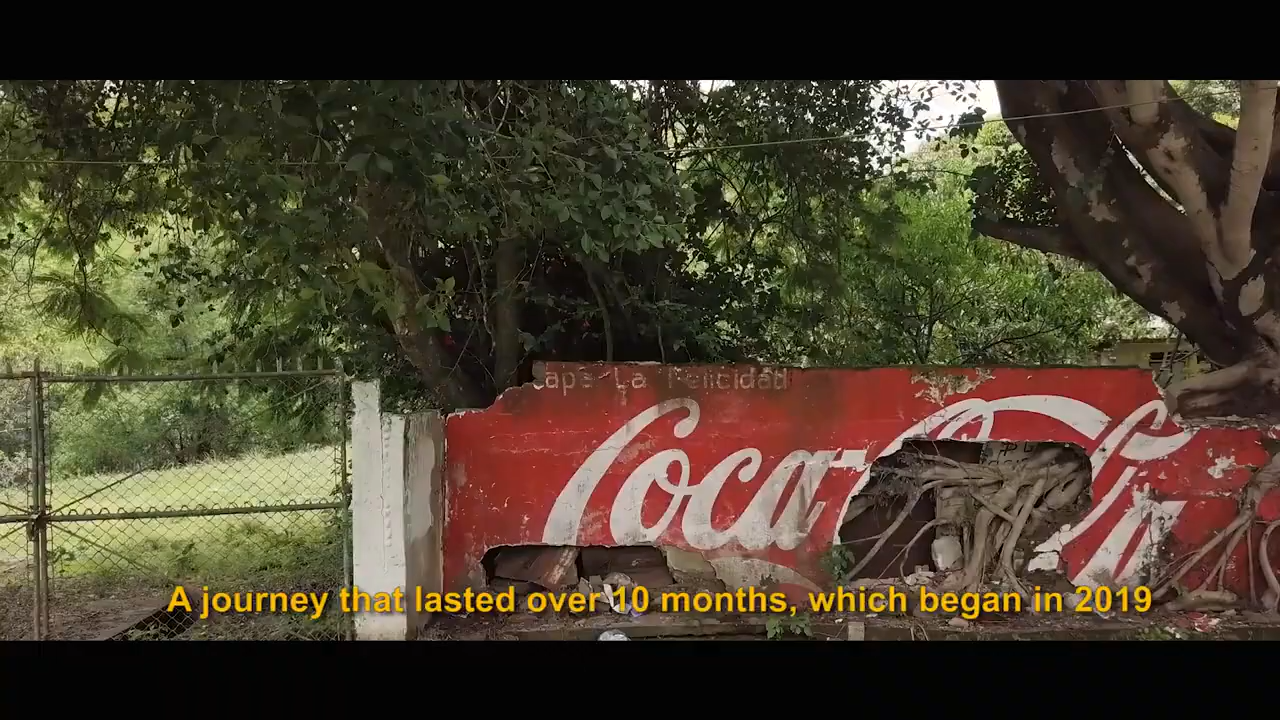 La Felicidad
Coca
A journey that lasted over 10 months, which began in 2019